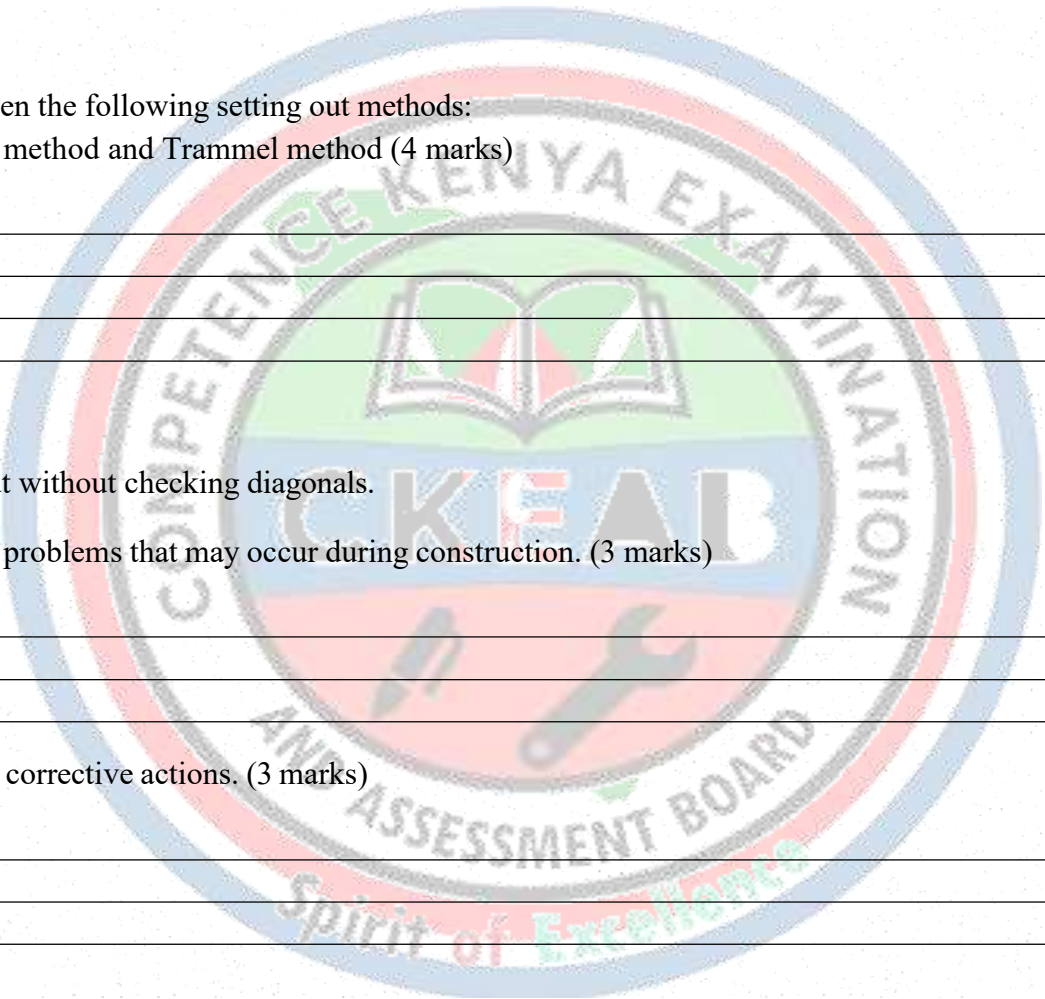 en the following setting out methods:
method and Trammel method (4 marks)
COMPETENCE KENYA EXAMINATION
CKEAB
t without checking diagonals.
problems that may occur during construction. (3 marks)
corrective actions. (3 marks)
AND ASSESSMENT BOARD
Spirit of Excellence